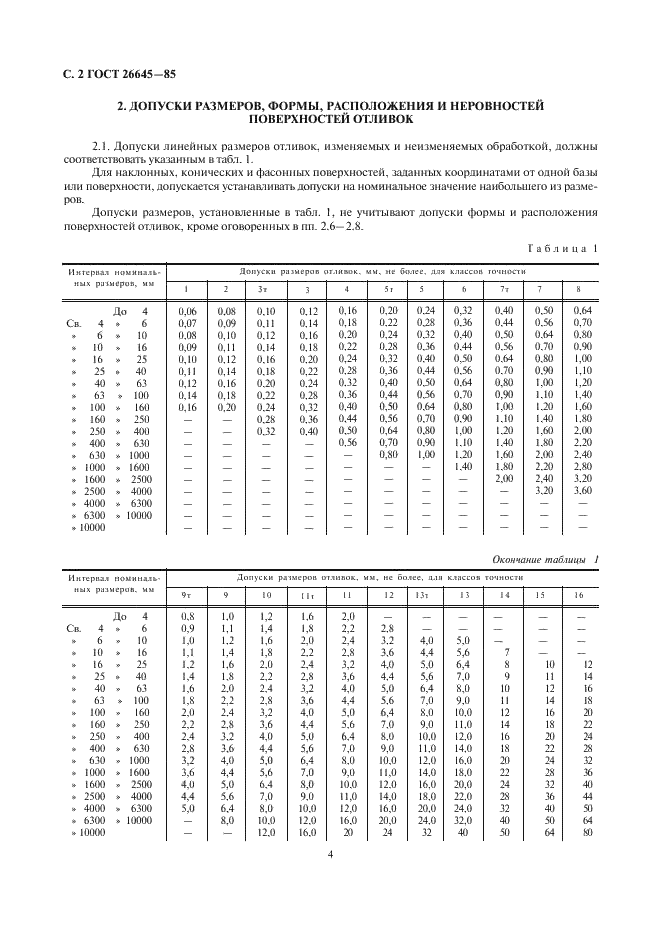 С. 2 ГОСТ 26645—85
2. ДОПУСКИ РАЗМЕРОВ, ФОРМЫ, РАСПОЛОЖЕНИЯ И НЕРОВНОСТЕЙ
ПОВЕРХНОСТЕЙ ОТЛИВОК
2.1. Допуски линейных размеров отливок, изменяемых и неизменяемых обработкой, должны
соответствовать указанным в табл. 1.
Для наклонных, конических и фасонных поверхностей, заданных координатами от одной базы
или поверхности, допускается устанавливать допуски на номинальное значение наибольшего из разме-
ров.
Допуски размеров, установленные в табл. 1, не учитывают допуски формы и расположения
поверхностей отливок, кроме оговоренных в пп. 2.6—2.8.
Таблица 1
Интервал номиналь- Допуски размеров отливок, мм, не более, для классов точности
ных размеров, мм 1 2 3т 3 4 5т 5 6 7т 7 8
До 4 0,06 0,08 0,10 0,12 0,16 0,20 0,24 0,32 0,40 0,50 0,64
Св. 4 » 6 0,07 0,09 0,11 0,14 0,18 0,22 0,28 0,36 0,44 0,56 0,70
» 6 » 10 0,08 0,10 0,12 0,16 0,20 0,24 0,32 0,40 0,50 0,64 0,80
» 10 » 16 0,09 0,11 0,14 0,18 0,22 0,28 0,36 0,44 0,56 0,70 0,90
» 16 » 25 0,10 0,12 0,16 0,20 0,24 0,32 0,40 0,50 0,64 0,80 1,00
» 25 » 40 0,11 0,14 0,18 0,22 0,28 0,36 0,44 0,56 0,70 0,90 1,10
» 40 » 63 0,12 0,16 0,20 0,24 0,32 0,40 0,50 0,64 0,80 1,00 1,20
» 63 » 100 0,14 0,18 0,22 0,28 0,36 0,44 0,56 0,70 0,90 1,10 1,40
» 100 » 160 0,16 0,20 0,24 0,32 0,40 0,50 0,64 0,80 1,00 1,20 1,60
» 160 » 250 — — 0,28 0,36 0,44 0,56 0,70 0,90 1,10 1,40 1,80
» 250 » 400 — — 0,32 0,40 0,50 0,64 0,80 1,00 1,20 1,60 2,00
» 400 » 630 — — — — 0,56 0,70 0,90 1,10 1,40 1,80 2,20
» 630 » 1000 — — — — — 0,80 1,00 1,20 1,60 2,00 2,40
» 1000 » 1600 — — — — — — — 1,40 1,80 2,20 2,80
» 1600 » 2500 — — — — — — — — 2,00 2,40 3,20
» 2500 » 4000 — — — — — — — — — 3,20 3,60
» 4000 » 6300 — — — — — — — — — — —
» 6300 » 10000 — — — — — — — — — — —
» 10000 — — — — — — — — — — —
Окончание таблицы 1
Интервал номиналь- Допуски размеров отливок, мм, не более, для классов точности
ных размеров, мм 9т 9 10 11т 11 12 13т 13 14 15 16
До 4 0,8 1,0 1,2 1,6 2,0 — — — — — —
Св. 4 » 6 0,9 1,1 1,4 1,8 2,2 2,8 — — — — —
» 6 » 10 1,0 1,2 1,6 2,0 2,4 3,2 4,0 5,0 — — —
» 10 » 16 1,1 1,4 1,8 2,2 2,8 3,6 4,4 5,6 7 — —
» 16 » 25 1,2 1,6 2,0 2,4 3,2 4,0 5,0 6,4 8 10 12
» 25 » 40 1,4 1,8 2,2 2,8 3,6 4,4 5,6 7,0 9 11 14
» 40 » 63 1,6 2,0 2,4 3,2 4,0 5,0 6,4 8,0 10 12 16
» 63 » 100 1,8 2,2 2,8 3,6 4,4 5,6 7,0 9,0 11 14 18
» 100 » 160 2,0 2,4 3,2 4,0 5,0 6,4 8,0 10,0 12 16 20
» 160 » 250 2,2 2,8 3,6 4,4 5,6 7,0 9,0 11,0 14 18 22
» 250 » 400 2,4 3,2 4,0 5,0 6,4 8,0 10,0 12,0 16 20 24
» 400 » 630 2,8 3,6 4,4 5,6 7,0 9,0 11,0 14,0 18 22 28
» 630 » 1000 3,2 4,0 5,0 6,4 8,0 10,0 12,0 16,0 20 24 32
» 1000 » 1600 3,6 4,4 5,6 7,0 9,0 11,0 14,0 18,0 22 28 36
» 1600 » 2500 4,0 5,0 6,4 8,0 10,0 12,0 16,0 20,0 24 32 40
» 2500 » 4000 4,4 5,6 7,0 9,0 11,0 14,0 18,0 22,0 28 36 44
» 4000 » 6300 5,0 6,4 8,0 10,0 12,0 16,0 20,0 24,0 32 40 50
» 6300 » 10000 — 8,0 10,0 12,0 16,0 20,0 24,0 32,0 40 50 64
» 10000 — — 12,0 16,0 20 24 32 40 50 64 80
4